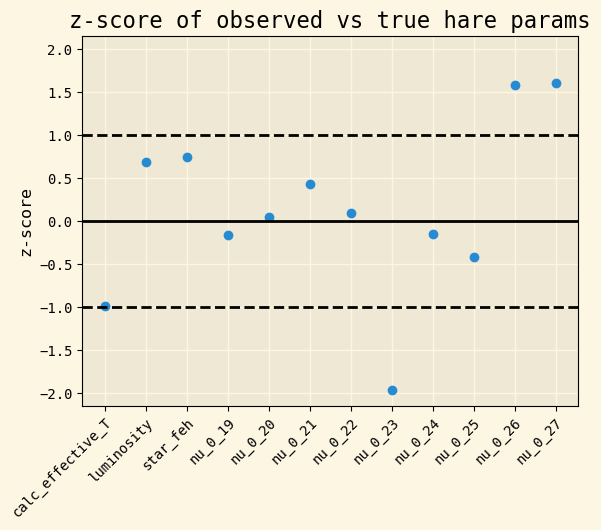 z-score of observed vs true hare params
z-score
2.0
1.5
1.0
0.5
0.0
−0.5
−1.0
−1.5
−2.0
calc_effective_T
luminosity
star_feh
nu_0_19
nu_0_20
nu_0_21
nu_0_22
nu_0_23
nu_0_24
nu_0_25
nu_0_26
nu_0_27